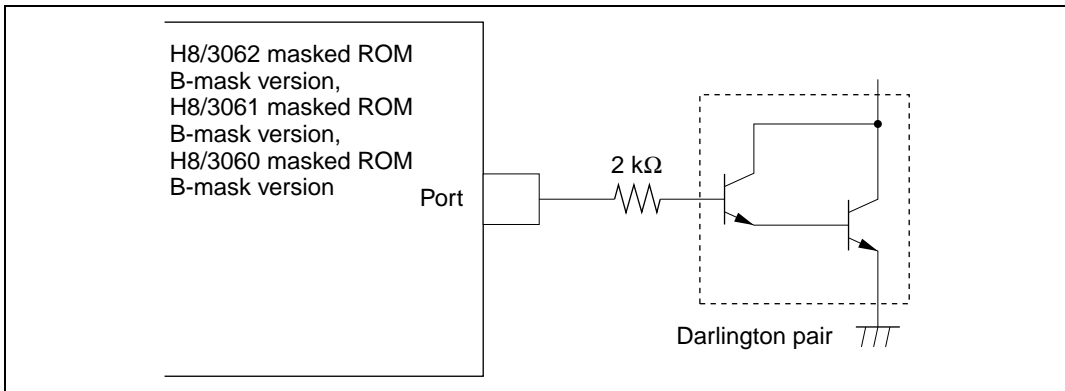 H8/3062 masked ROM
B-mask version,
H8/3061 masked ROM
B-mask version,
H8/3060 masked ROM
B-mask version
Port
2 kΩ
Darlington pair